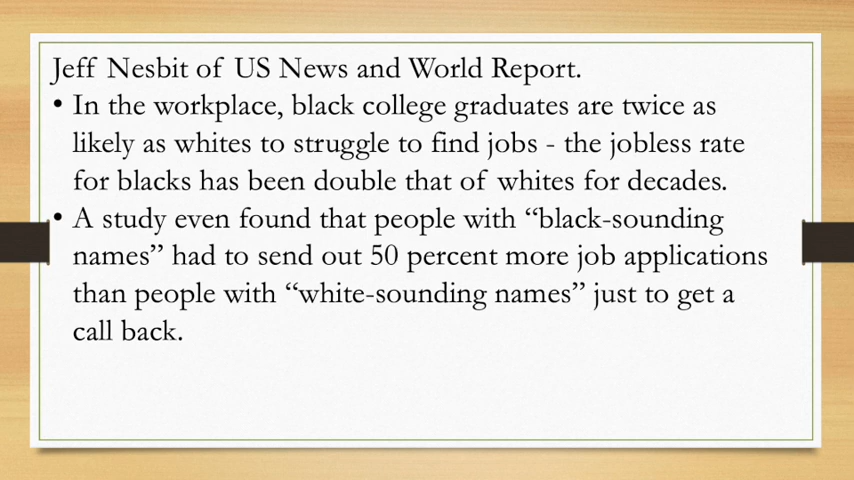 Jeff Nesbit of US News and World Report.
• In the workplace, black college graduates are twice as
likely as whites to struggle to find jobs - the jobless rate
for blacks has been double that of whites for decades.
• A study even found that people with “black-sounding
names” had to send out 50 percent more job applications
than people with “white-sounding names” just to get a
call back.